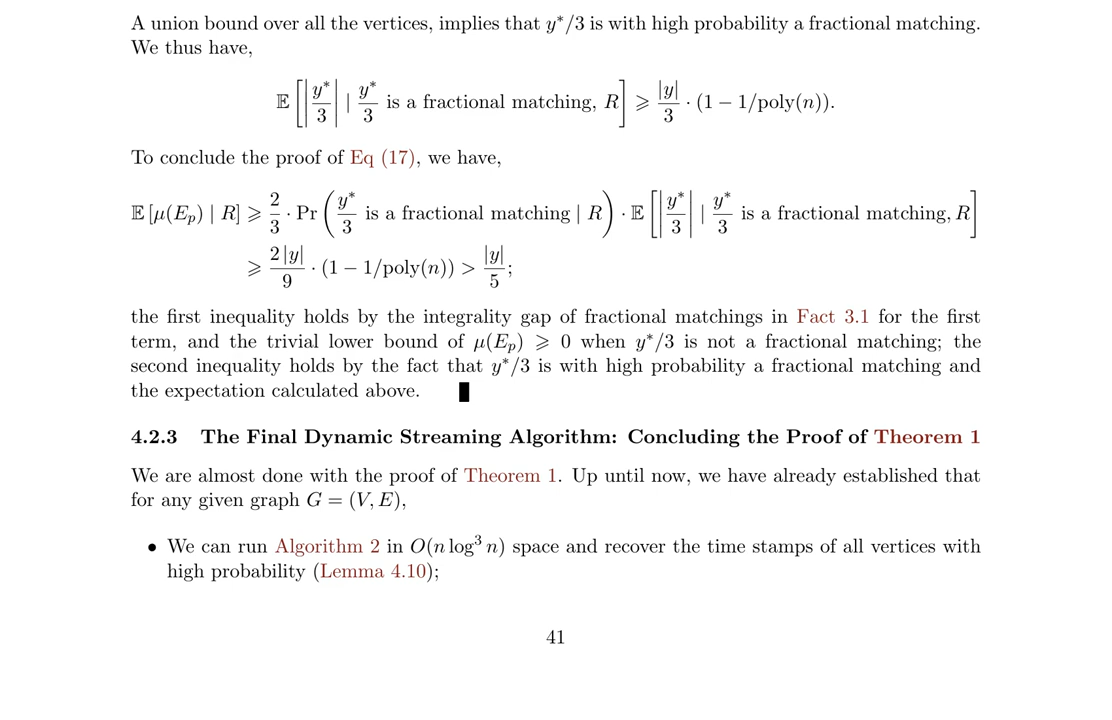 A union bound over all the vertices, implies that y*/3 is with high probability a fractional matching.
We thus have,
𝔼[|y*/3| | y*/3 is a fractional matching, R] ⩾ |y|/3 · (1 − 1/poly(n)).
To conclude the proof of Eq (17), we have,
𝔼[μ(E_p) | R] ⩾ 2/3 · Pr(y*/3 is a fractional matching | R) · 𝔼[|y*/3| | y*/3 is a fractional matching, R]
⩾ 2|y|/9 · (1 − 1/poly(n)) > |y|/5;
the first inequality holds by the integrality gap of fractional matchings in Fact 3.1 for the first
term, and the trivial lower bound of μ(E_p) ⩾ 0 when y*/3 is not a fractional matching; the
second inequality holds by the fact that y*/3 is with high probability a fractional matching and
the expectation calculated above. ∎
4.2.3 The Final Dynamic Streaming Algorithm: Concluding the Proof of Theorem 1
We are almost done with the proof of Theorem 1. Up until now, we have already established that
for any given graph G = (V, E),
• We can run Algorithm 2 in O(n log³ n) space and recover the time stamps of all vertices with
high probability (Lemma 4.10);
41